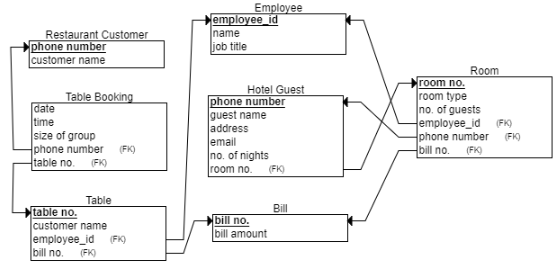 Employee
employee_id
name
job title
Restaurant Customer
phone number
customer name
Table Booking
date
time
size of group
phone number (FK)
table no. (FK)
Hotel Guest
phone number
guest name
address
email
no. of nights
room no. (FK)
Room
room no.
room type
no. of guests
employee_id (FK)
phone number (FK)
bill no. (FK)
Table
table no.
customer name
employee_id (FK)
bill no. (FK)
Bill
bill no.
bill amount